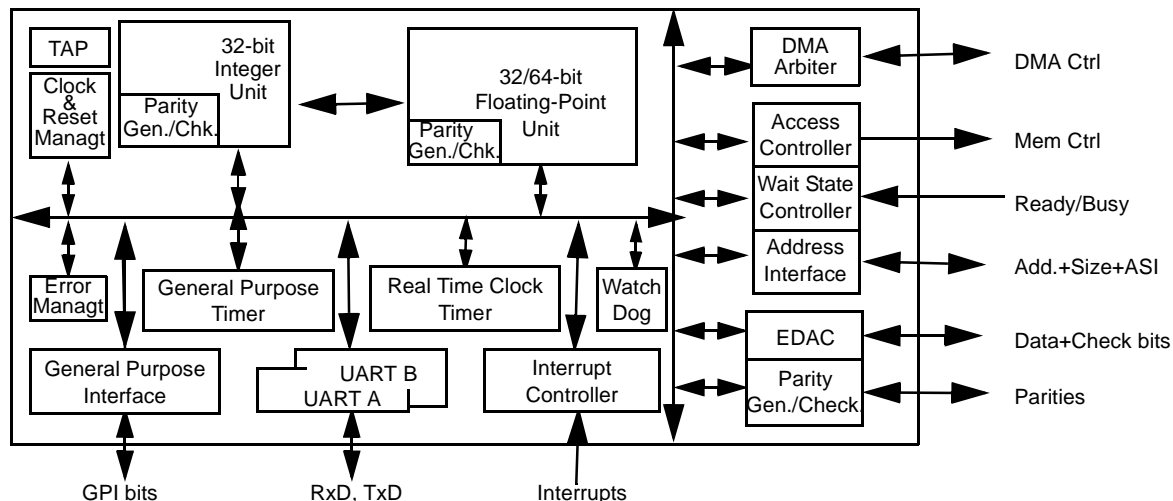 TAP
Clock
&
Reset
Managt
32-bit
Integer
Unit
Parity
Gen./Chk.
32/64-bit
Floating-Point
Unit
Parity
Gen./Chk.
DMA
Arbiter
DMA Ctrl
Access
Controller
Mem Ctrl
Wait State
Controller
Ready/Busy
Address
Interface
Add.+Size+ASI
Error
Managt
General Purpose
Timer
Real Time Clock
Timer
Watch
Dog
EDAC
Data+Check bits
Parity
Gen./Check.
Parities
General Purpose
Interface
UART B
UART A
Interrupt
Controller
GPI bits
RxD, TxD
Interrupts